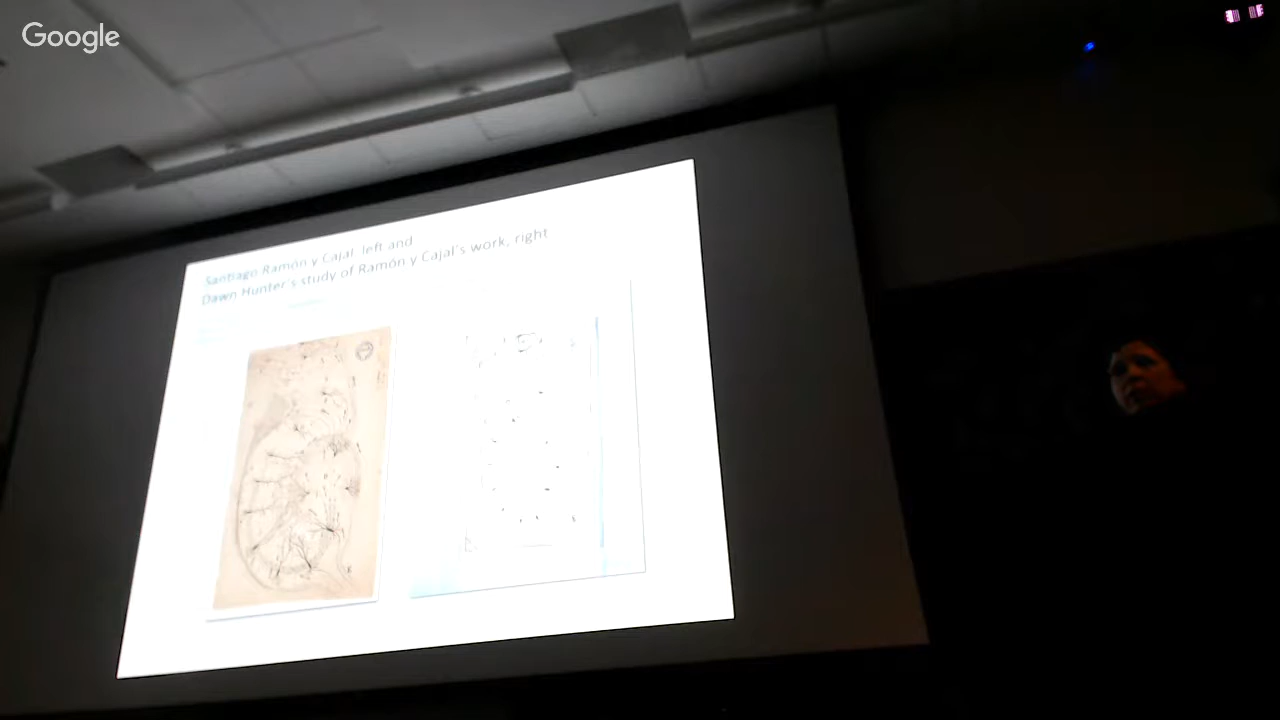 Google
Santiago Ramón y Cajal left and
Dawn Hunter's study of Ramón y Cajal's work, right